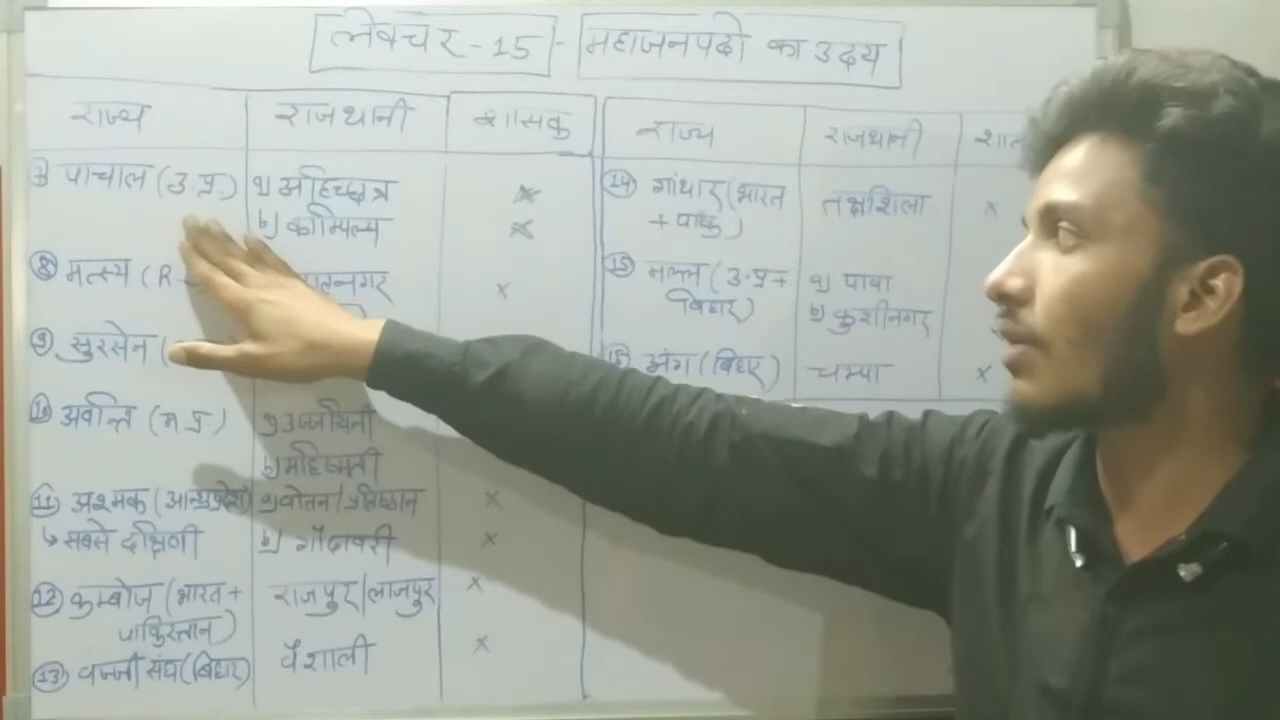 लेक्चर - 15 - महाजनपदो का उदय
राज्य राजधानी शासक
पाचाल (उ.प्र.) a) अहिच्छत्र ×
b) काम्पिल्य ×
⑧ मत्स्य (R ×
⑨ सुरसेन (
⑩ अवन्ति (म.प्र.) a) उज्जयिनी
b) महिष्मती
⑪ अश्मक (आन्ध्रप्रदेश) a) पोतन/प्रतिष्ठान ×
↳ सबसे दक्षिणी b) गोदावरी ×
⑫ कम्बोज (भारत + राजपुर/लाजपुर ×
पाकिस्तान)
⑬ वज्जी संघ (बिहार) वैशाली ×
राज्य राजधानी
⑭ गांधार (भारत तक्षशिला ×
+ पाक)
⑮ मल्ल (उ.प्र + a) पावा
बिहार) b) कुशीनगर
अंग (बिहार) चम्पा ×